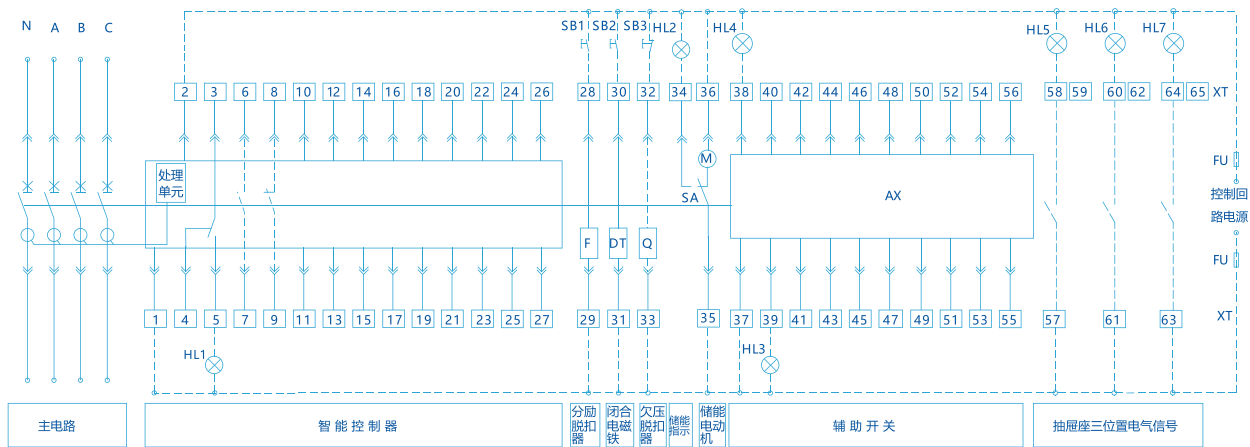 N A B C
SB1 SB2 SB3 HL2 HL4 HL5 HL6 HL7
2 3 6 8 10 12 14 16 18 20 22 24 26 28 30 32 34 36 38 40 42 44 46 48 50 52 54 56 58 59 60 62 64 65 XT
M
FU
处理
单元
SA
AX
控制回
路电源
F DT Q
FU
1 4 5 7 9 11 13 15 17 19 21 23 25 27 29 31 33 35 37 39 41 43 45 47 49 51 53 55 57 61 63 XT
HL1 HL3
主电路
智能控制器
分励
脱扣
器
闭合
电磁
铁
欠压
脱扣
器
储能
指示
储能
电动
机
辅助开关
抽屉座三位置电气信号